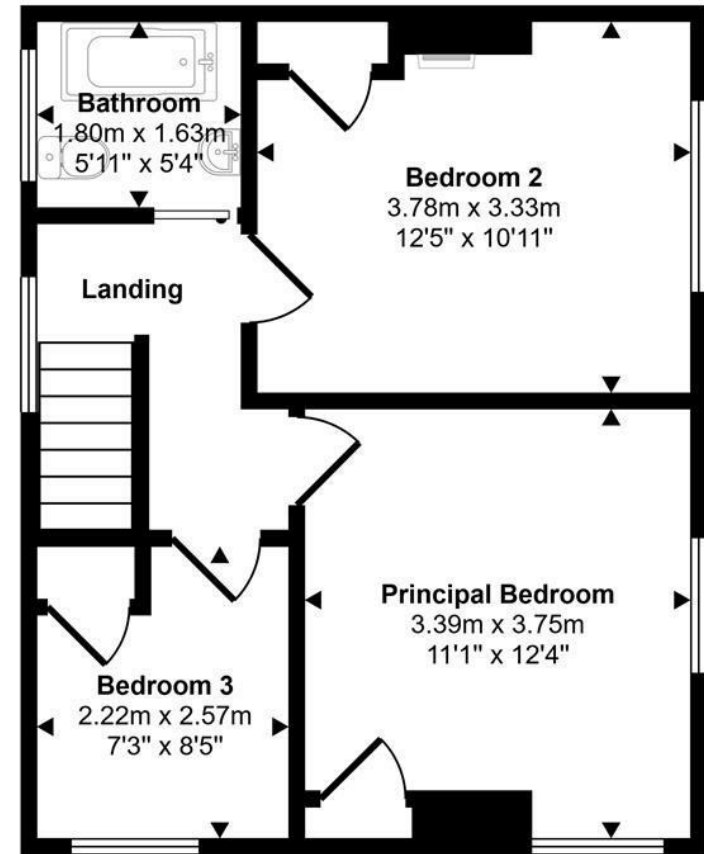 Bathroom
1.80m x 1.63m
5'11" x 5'4"
Bedroom 2
3.78m x 3.33m
12'5" x 10'11"
Landing
Principal Bedroom
3.39m x 3.75m
11'1" x 12'4"
Bedroom 3
2.22m x 2.57m
7'3" x 8'5"